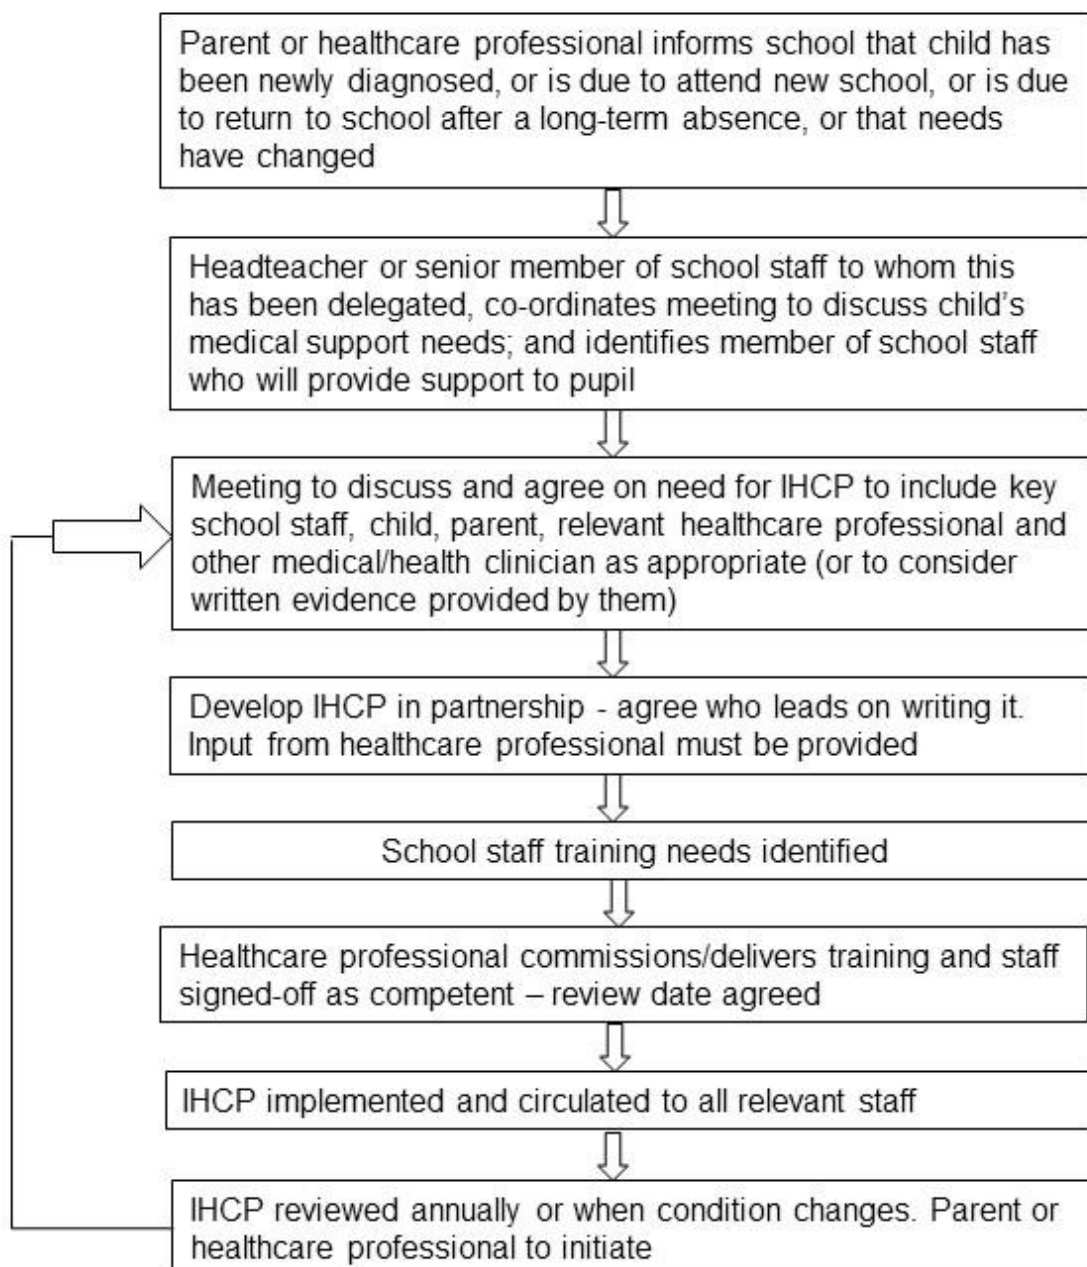 Parent or healthcare professional informs school that child has
been newly diagnosed, or is due to attend new school, or is due
to return to school after a long-term absence, or that needs
have changed
Headteacher or senior member of school staff to whom this
has been delegated, co-ordinates meeting to discuss child's
medical support needs; and identifies member of school staff
who will provide support to pupil
Meeting to discuss and agree on need for IHCP to include key
school staff, child, parent, relevant healthcare professional and
other medical/health clinician as appropriate (or to consider
written evidence provided by them)
Develop IHCP in partnership - agree who leads on writing it.
Input from healthcare professional must be provided
School staff training needs identified
Healthcare professional commissions/delivers training and staff
signed-off as competent – review date agreed
IHCP implemented and circulated to all relevant staff
IHCP reviewed annually or when condition changes. Parent or
healthcare professional to initiate